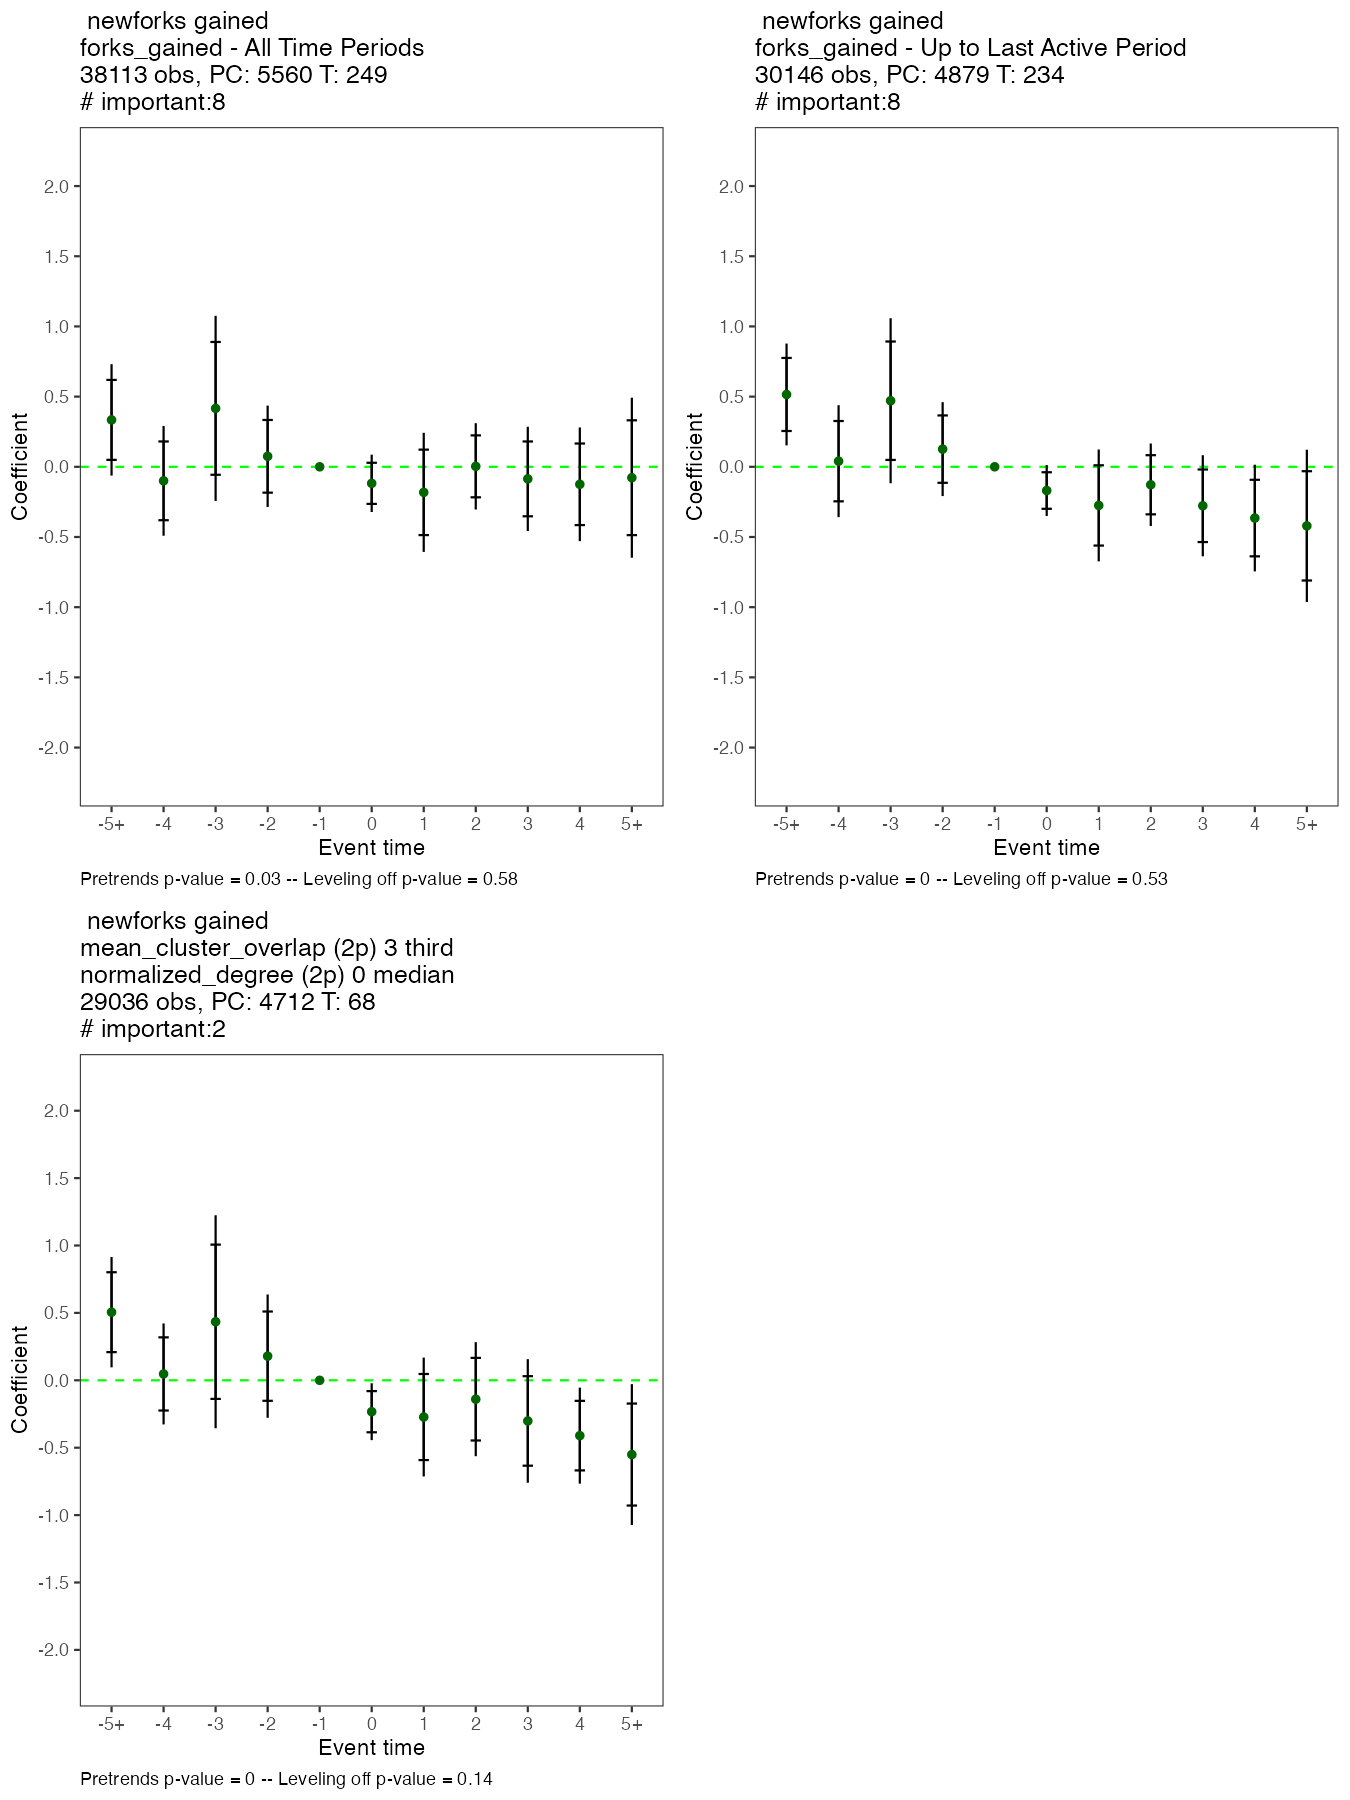 newforks gained
forks_gained - All Time Periods
38113 obs, PC: 5560 T: 249
# important:8
2.0
1.5
1.0
0.5
0.0
-0.5
-1.0
-1.5
-2.0
Coefficient
-5+ -4 -3 -2 -1 0 1 2 3 4 5+
Event time
Pretrends p-value = 0.03 -- Leveling off p-value = 0.58
newforks gained
forks_gained - Up to Last Active Period
30146 obs, PC: 4879 T: 234
# important:8
2.0
1.5
1.0
0.5
0.0
-0.5
-1.0
-1.5
-2.0
Coefficient
-5+ -4 -3 -2 -1 0 1 2 3 4 5+
Event time
Pretrends p-value = 0 -- Leveling off p-value = 0.53
newforks gained
mean_cluster_overlap (2p) 3 third
normalized_degree (2p) 0 median
29036 obs, PC: 4712 T: 68
# important:2
2.0
1.5
1.0
0.5
0.0
-0.5
-1.0
-1.5
-2.0
Coefficient
-5+ -4 -3 -2 -1 0 1 2 3 4 5+
Event time
Pretrends p-value = 0 -- Leveling off p-value = 0.14